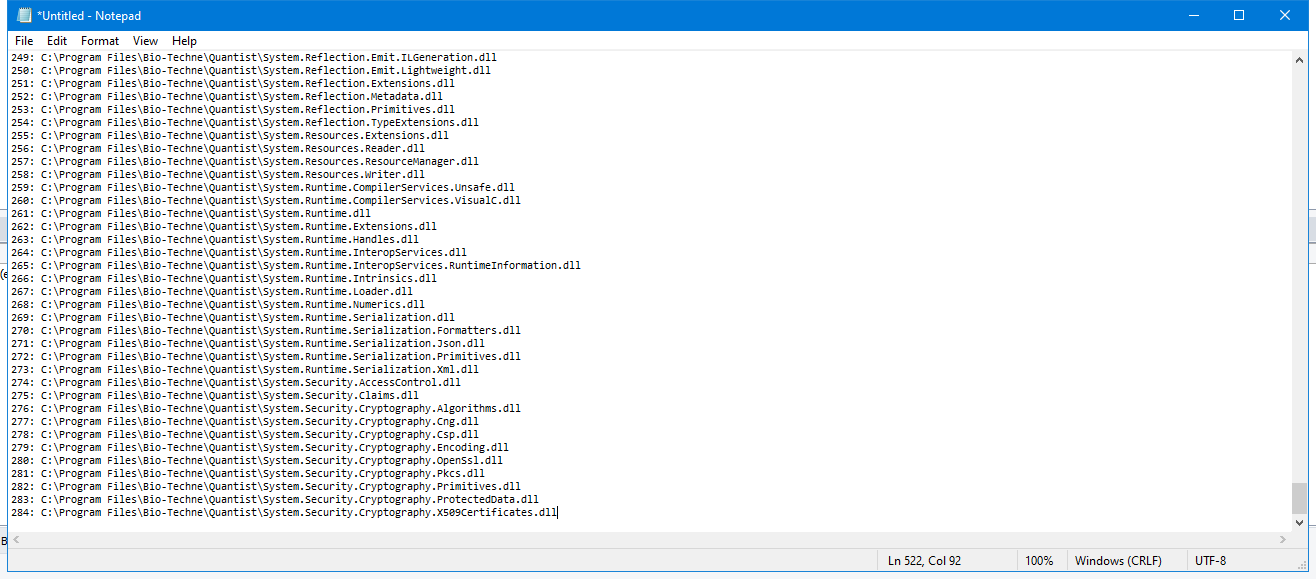 *Untitled - Notepad
File Edit Format View Help
249: C:\Program Files\Bio-Techne\Quantist\System.Reflection.Emit.ILGeneration.dll
250: C:\Program Files\Bio-Techne\Quantist\System.Reflection.Emit.Lightweight.dll
251: C:\Program Files\Bio-Techne\Quantist\System.Reflection.Extensions.dll
252: C:\Program Files\Bio-Techne\Quantist\System.Reflection.Metadata.dll
253: C:\Program Files\Bio-Techne\Quantist\System.Reflection.Primitives.dll
254: C:\Program Files\Bio-Techne\Quantist\System.Reflection.TypeExtensions.dll
255: C:\Program Files\Bio-Techne\Quantist\System.Resources.Extensions.dll
256: C:\Program Files\Bio-Techne\Quantist\System.Resources.Reader.dll
257: C:\Program Files\Bio-Techne\Quantist\System.Resources.ResourceManager.dll
258: C:\Program Files\Bio-Techne\Quantist\System.Resources.Writer.dll
259: C:\Program Files\Bio-Techne\Quantist\System.Runtime.CompilerServices.Unsafe.dll
260: C:\Program Files\Bio-Techne\Quantist\System.Runtime.CompilerServices.VisualC.dll
261: C:\Program Files\Bio-Techne\Quantist\System.Runtime.dll
262: C:\Program Files\Bio-Techne\Quantist\System.Runtime.Extensions.dll
263: C:\Program Files\Bio-Techne\Quantist\System.Runtime.Handles.dll
264: C:\Program Files\Bio-Techne\Quantist\System.Runtime.InteropServices.dll
265: C:\Program Files\Bio-Techne\Quantist\System.Runtime.InteropServices.RuntimeInformation.dll
266: C:\Program Files\Bio-Techne\Quantist\System.Runtime.Intrinsics.dll
267: C:\Program Files\Bio-Techne\Quantist\System.Runtime.Loader.dll
268: C:\Program Files\Bio-Techne\Quantist\System.Runtime.Numerics.dll
269: C:\Program Files\Bio-Techne\Quantist\System.Runtime.Serialization.dll
270: C:\Program Files\Bio-Techne\Quantist\System.Runtime.Serialization.Formatters.dll
271: C:\Program Files\Bio-Techne\Quantist\System.Runtime.Serialization.Json.dll
272: C:\Program Files\Bio-Techne\Quantist\System.Runtime.Serialization.Primitives.dll
273: C:\Program Files\Bio-Techne\Quantist\System.Runtime.Serialization.Xml.dll
274: C:\Program Files\Bio-Techne\Quantist\System.Security.AccessControl.dll
275: C:\Program Files\Bio-Techne\Quantist\System.Security.Claims.dll
276: C:\Program Files\Bio-Techne\Quantist\System.Security.Cryptography.Algorithms.dll
277: C:\Program Files\Bio-Techne\Quantist\System.Security.Cryptography.Cng.dll
278: C:\Program Files\Bio-Techne\Quantist\System.Security.Cryptography.Csp.dll
279: C:\Program Files\Bio-Techne\Quantist\System.Security.Cryptography.Encoding.dll
280: C:\Program Files\Bio-Techne\Quantist\System.Security.Cryptography.OpenSsl.dll
281: C:\Program Files\Bio-Techne\Quantist\System.Security.Cryptography.Pkcs.dll
282: C:\Program Files\Bio-Techne\Quantist\System.Security.Cryptography.Primitives.dll
283: C:\Program Files\Bio-Techne\Quantist\System.Security.Cryptography.ProtectedData.dll
284: C:\Program Files\Bio-Techne\Quantist\System.Security.Cryptography.X509Certificates.dll
Ln 522, Col 92 100% Windows (CRLF) UTF-8